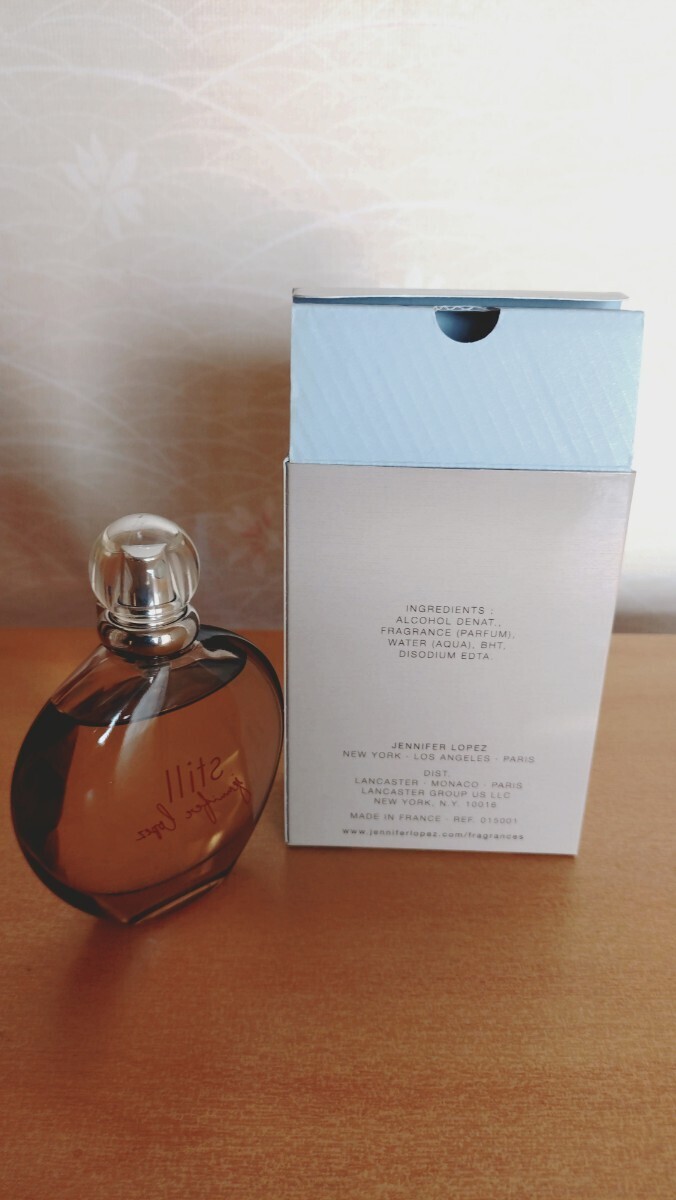 still
jennifer lopez
INGREDIENTS :
ALCOHOL DENAT.,
FRAGRANCE (PARFUM),
WATER (AQUA), BHT,
DISODIUM EDTA.
JENNIFER LOPEZ
NEW YORK · LOS ANGELES · PARIS
DIST.
LANCASTER · MONACO · PARIS
LANCASTER GROUP US LLC
NEW YORK, N.Y. 10016
MADE IN FRANCE · REF. 015001
www.jenniferlopez.com/fragrances